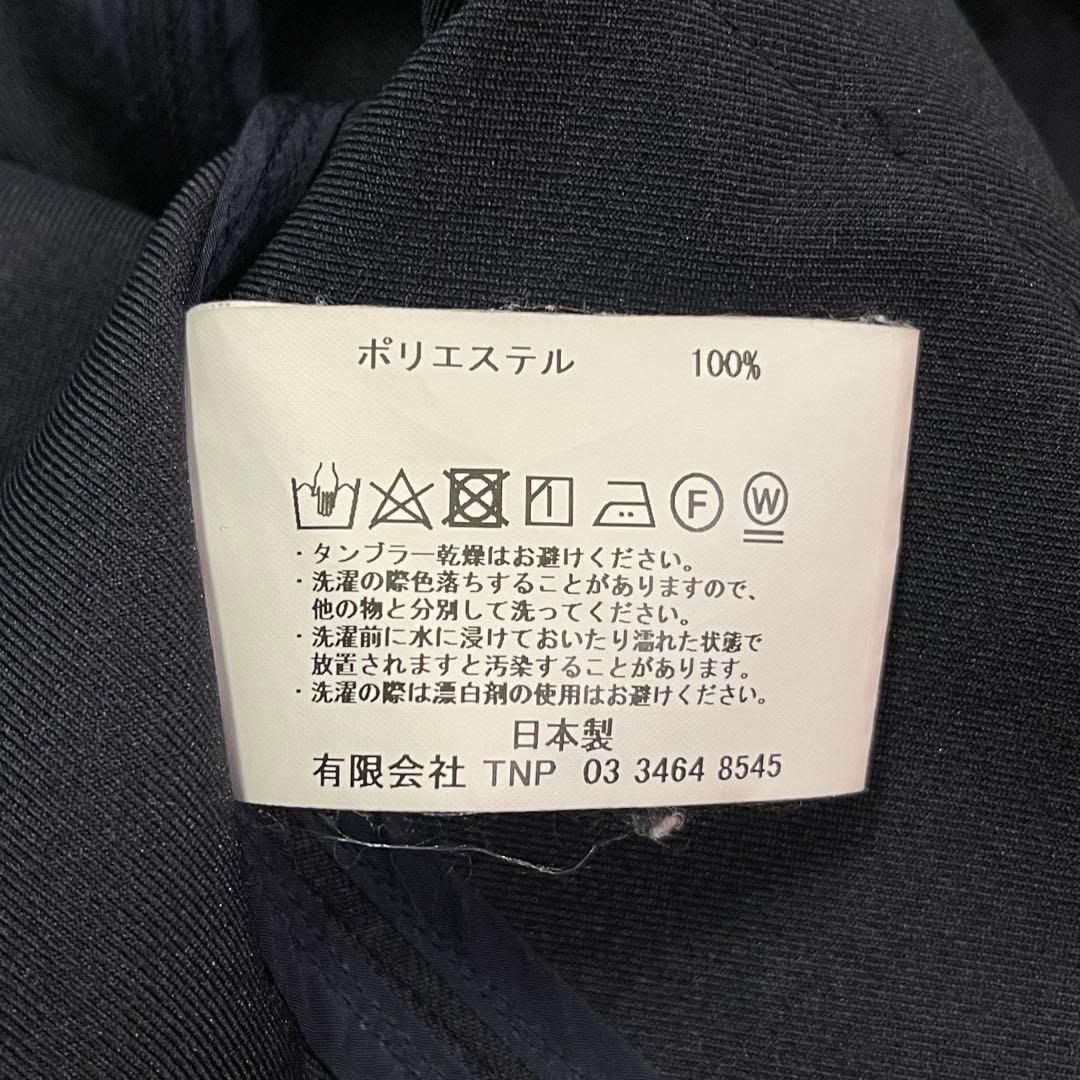 ポリエステル 100%
F W
・タンブラー乾燥はお避けください。
・洗濯の際色落ちすることがありますので、
他の物と分別して洗ってください。
・洗濯前に水に浸けておいたり濡れた状態で
放置されますと汚染することがあります。
・洗濯の際は漂白剤の使用はお避けください。
日本製
有限会社 TNP 03 3464 8545